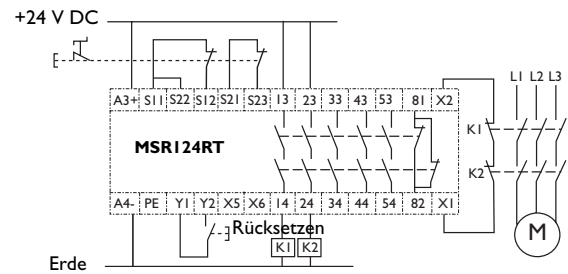 +24 V DC
L1 L2 L3
A3+ S11 S22 S12 S21 S23 13 23 33 43 53 81 X2
K1
MSR124RT
K2
A4- PE Y1 Y2 X5 X6 14 24 34 44 54 82 X1
Rücksetzen
K1 K2
M
Erde